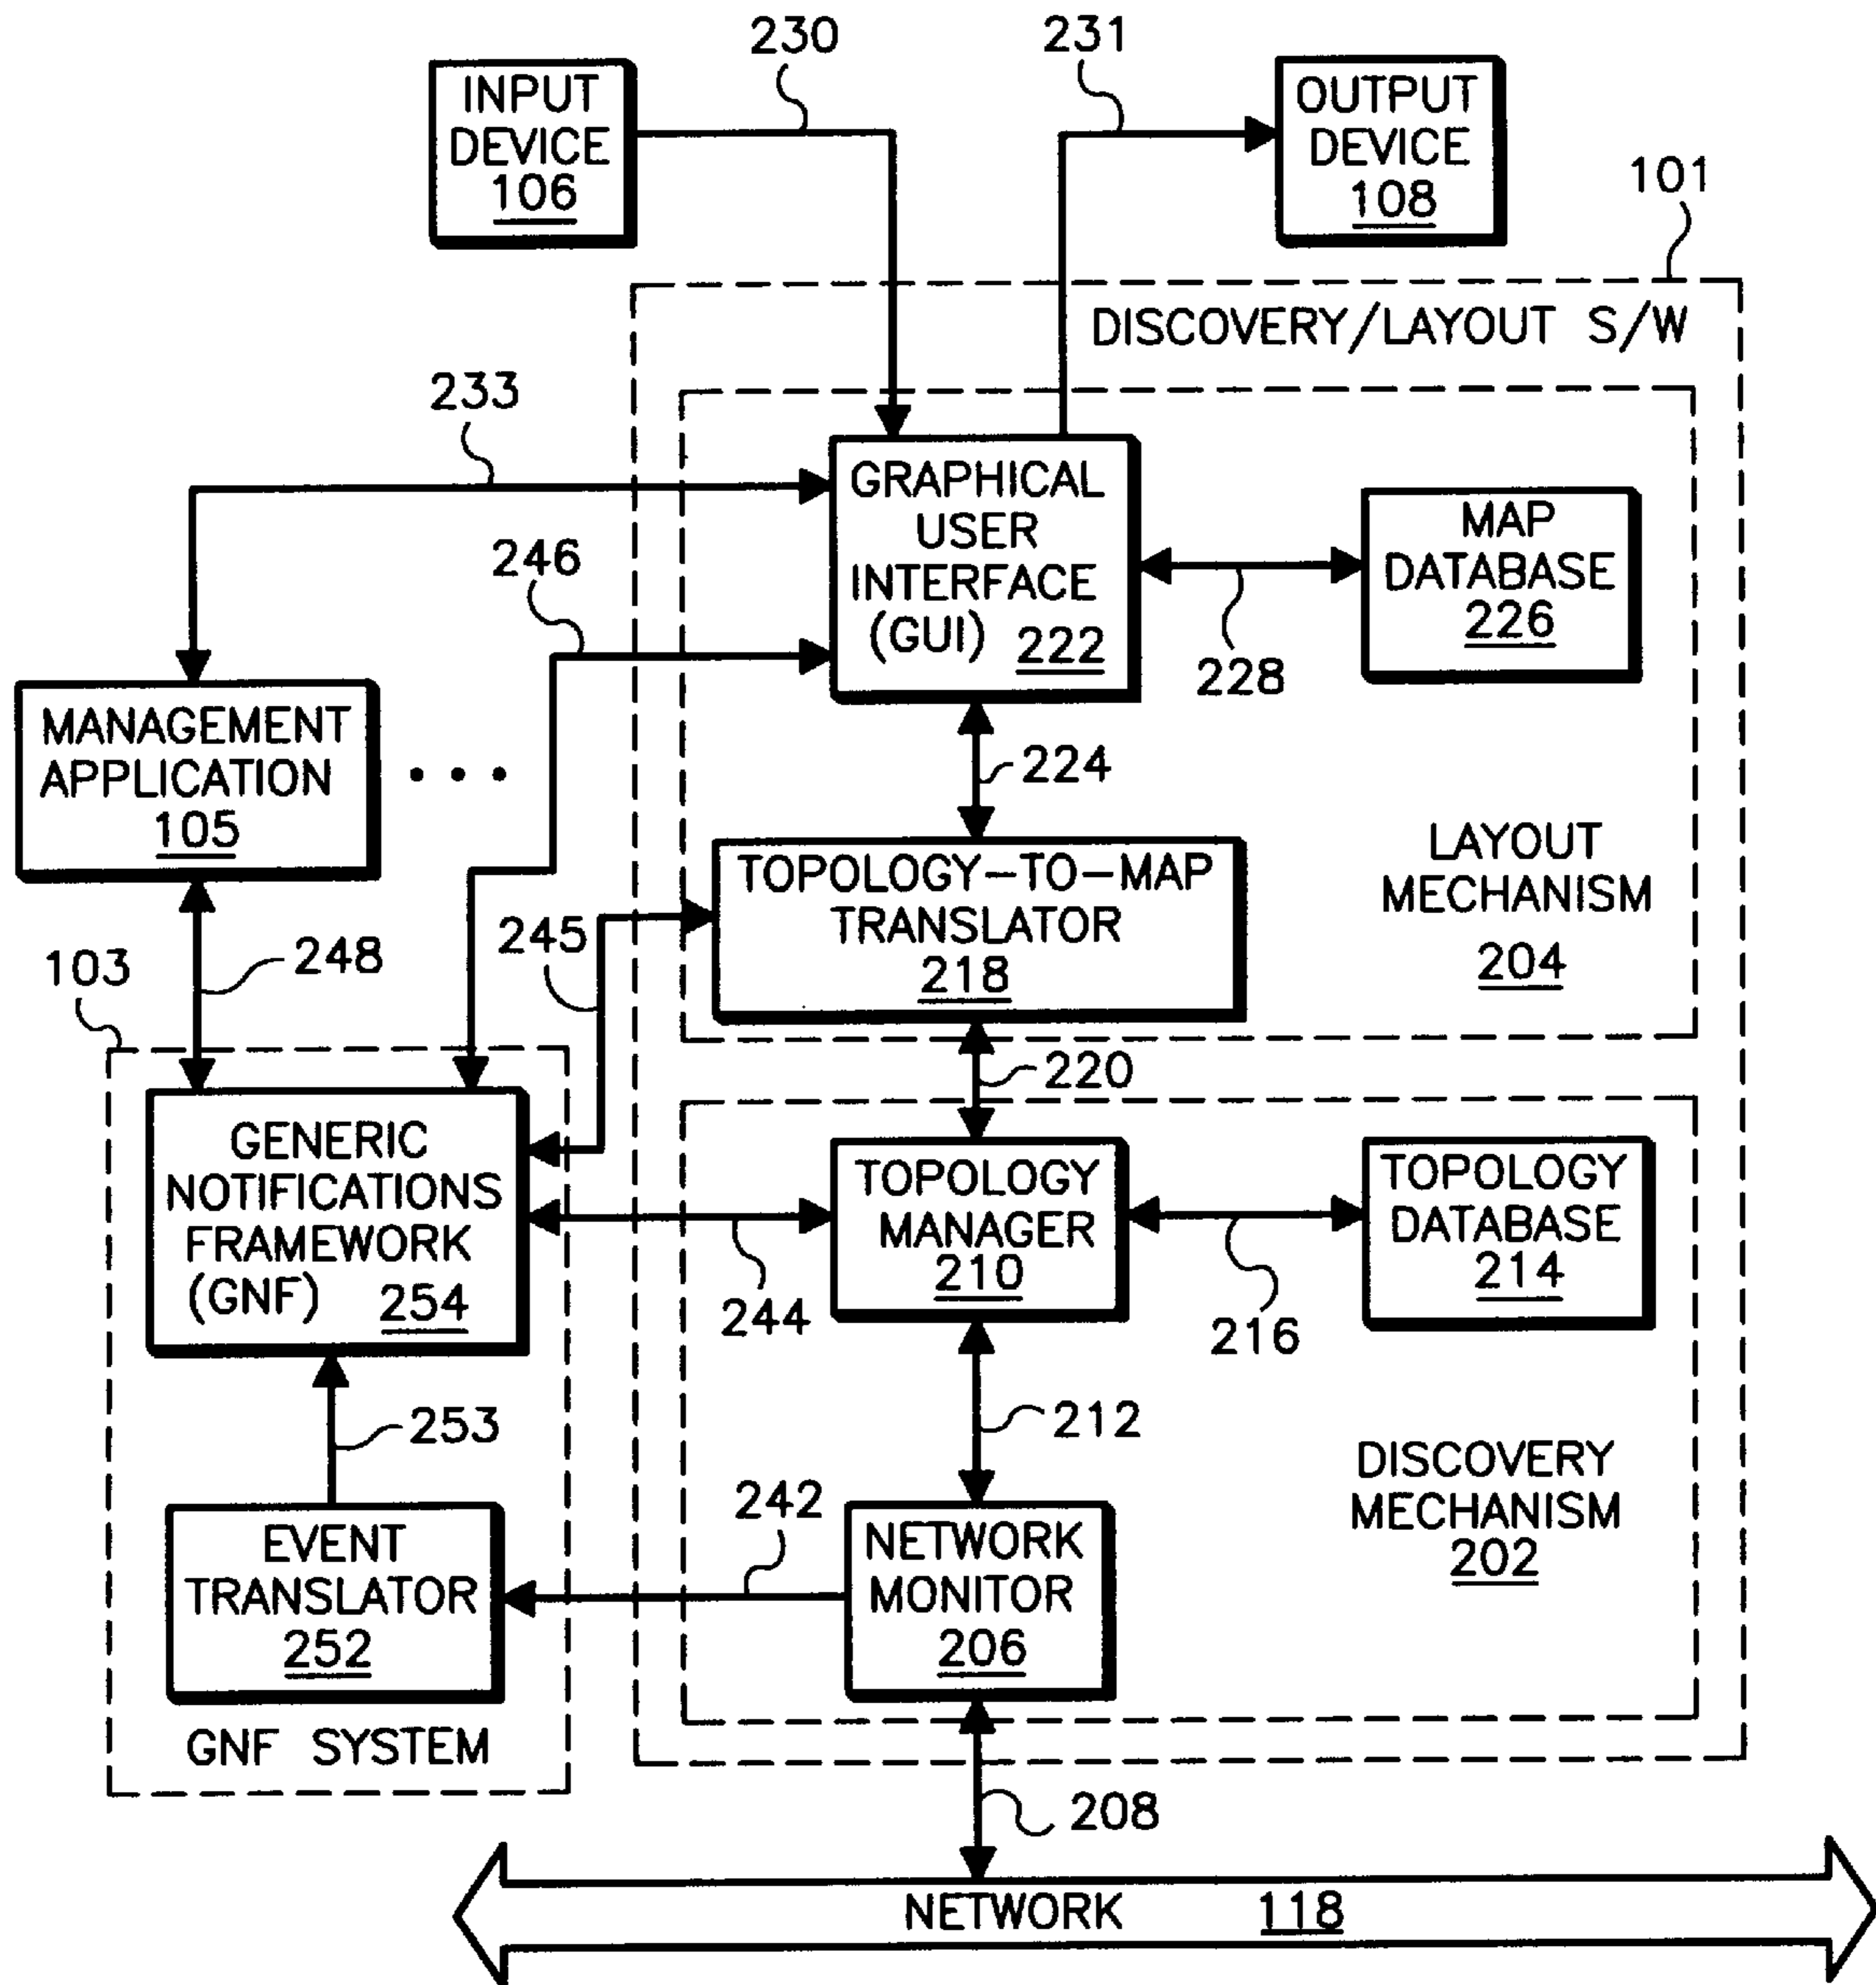 230
231
INPUT
DEVICE
106
OUTPUT
DEVICE
108
101
DISCOVERY/LAYOUT S/W
233
GRAPHICAL
USER
INTERFACE
(GUI) 222
MAP
DATABASE
226
246
228
MANAGEMENT
APPLICATION
105
• • •
224
TOPOLOGY-TO-MAP
TRANSLATOR
218
LAYOUT
MECHANISM
204
245
103
248
220
GENERIC
NOTIFICATIONS
FRAMEWORK
(GNF) 254
TOPOLOGY
MANAGER
210
TOPOLOGY
DATABASE
214
244
216
253
212
242
DISCOVERY
MECHANISM
202
EVENT
TRANSLATOR
252
NETWORK
MONITOR
206
GNF SYSTEM
208
NETWORK 118